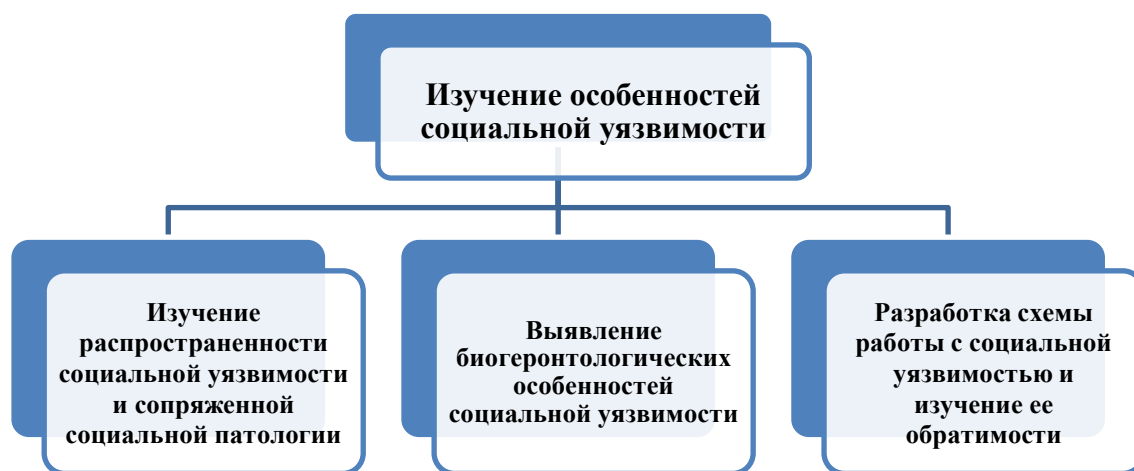 Изучение особенностей
социальной уязвимости
Изучение
распространенности
социальной уязвимости
и сопряженной
социальной патологии
Выявление
биогеронтологических
особенностей
социальной уязвимости
Разработка схемы
работы с социальной
уязвимостью и
изучение ее
обратимости